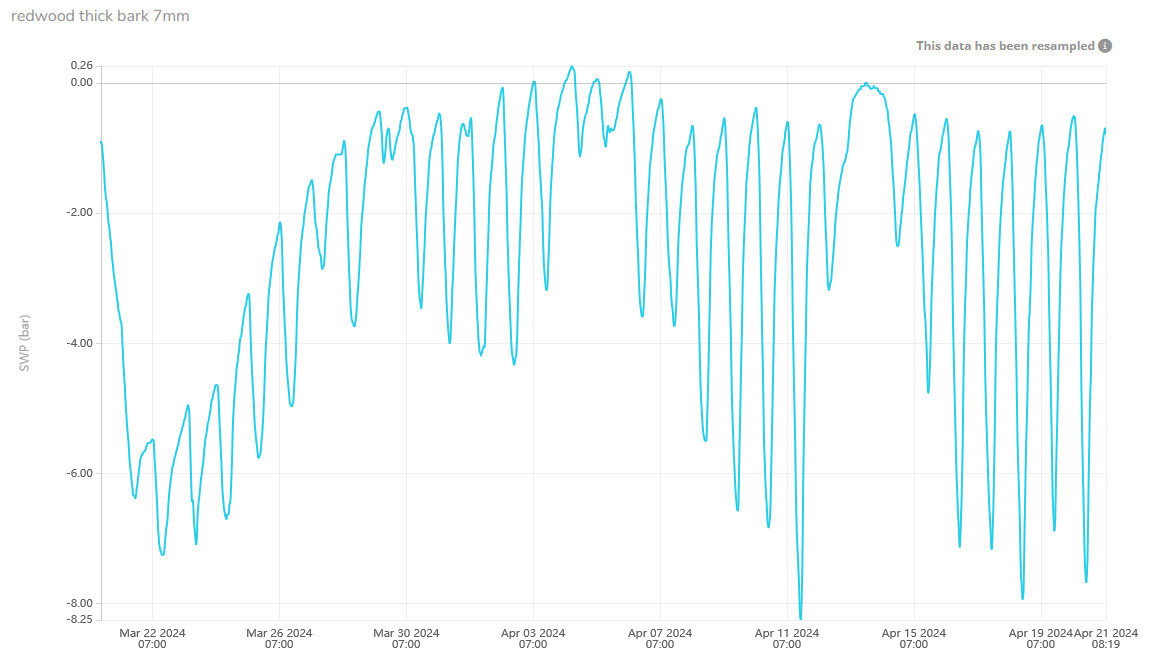 redwood thick bark 7mm
This data has been resampled i
0.26
0.00
-2.00
-4.00
-6.00
-8.00
-8.25
SWP (bar)
Mar 22 2024 Mar 26 2024 Mar 30 2024 Apr 03 2024 Apr 07 2024 Apr 11 2024 Apr 15 2024 Apr 19 2024 Apr 21 2024
07:00 07:00 07:00 07:00 07:00 07:00 07:00 07:00 08:19